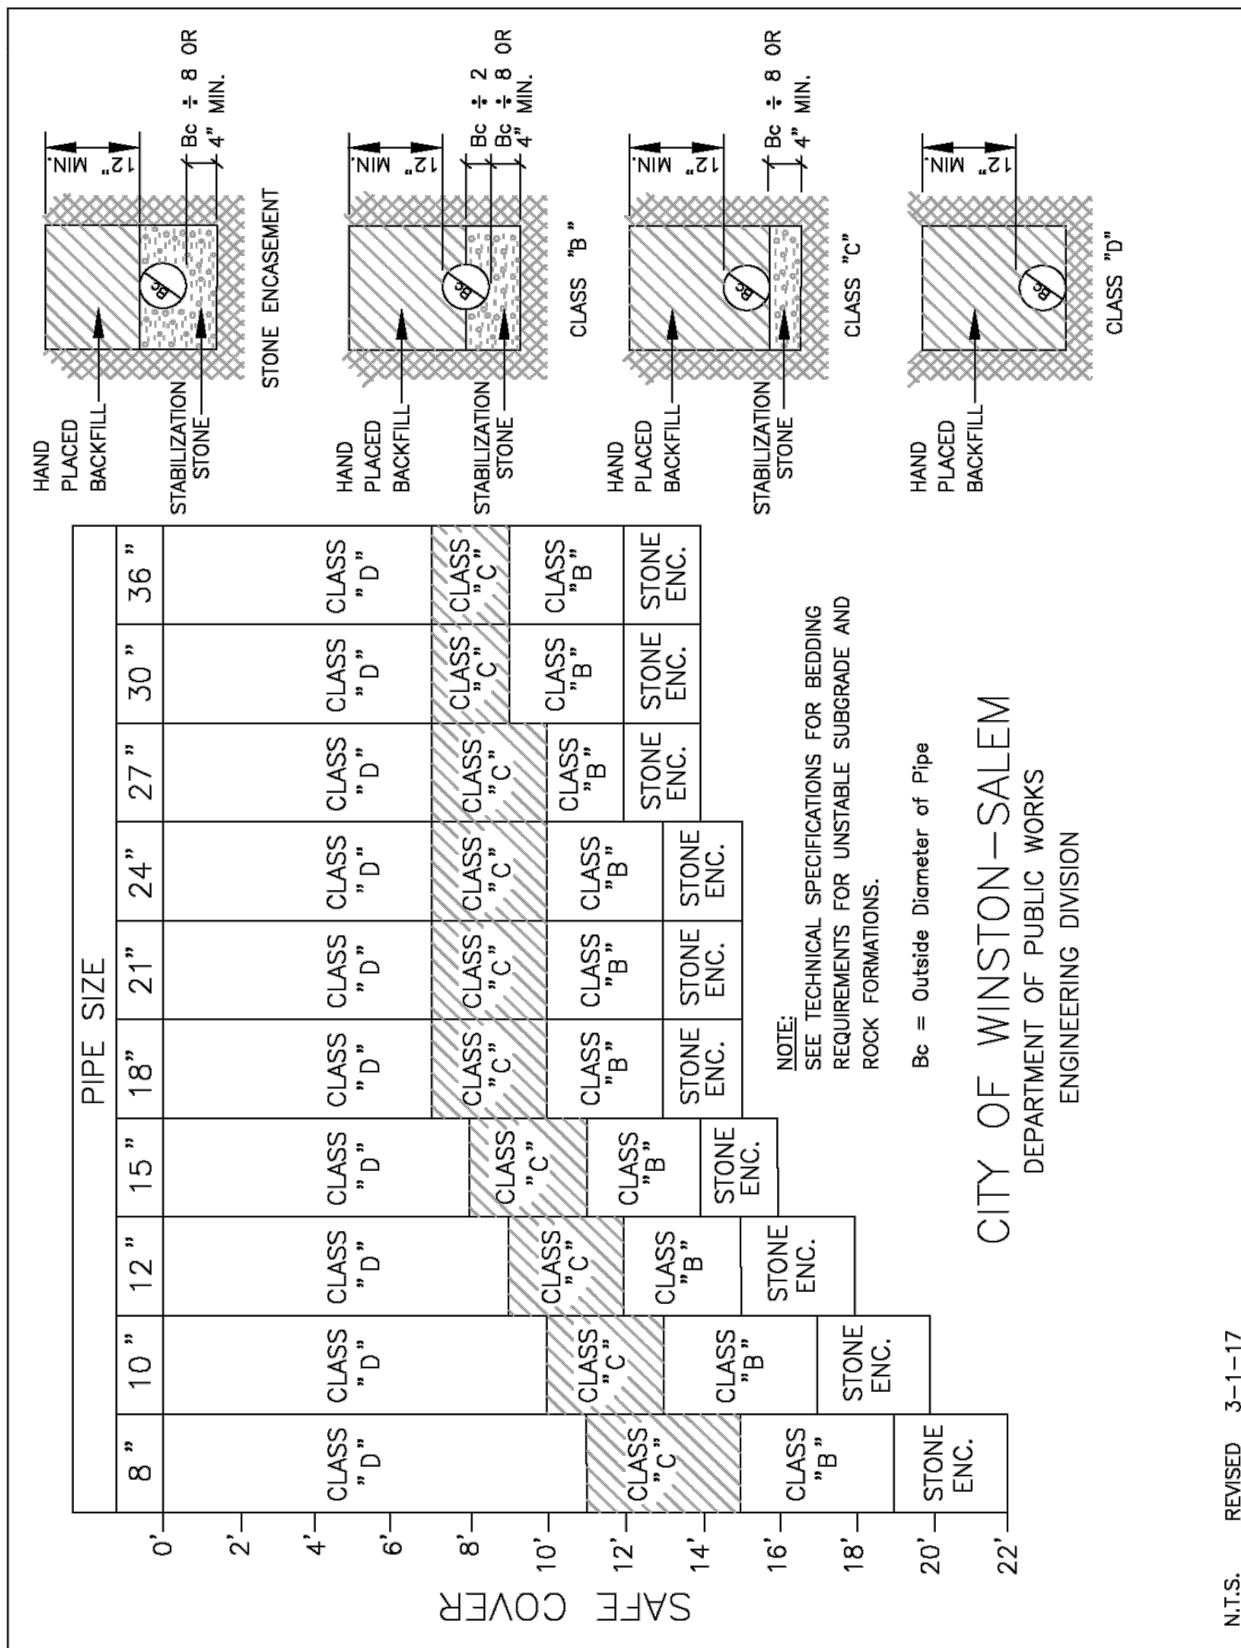 PIPE SIZE
8" 10" 12" 15" 18" 21" 24" 27" 30" 36"
SAFE COVER
0'
2'
4'
6'
8'
10'
12'
14'
16'
18'
20'
22'
CLASS
"D"
CLASS
"C"
CLASS
"B"
STONE
ENC.
CLASS
"D"
CLASS
"C"
CLASS
"B"
STONE
ENC.
CLASS
"D"
CLASS
"C"
CLASS
"B"
STONE
ENC.
CLASS
"D"
CLASS
"C"
CLASS
"B"
STONE
ENC.
CLASS
"D"
CLASS
"C"
CLASS
"B"
STONE
ENC.
CLASS
"D"
CLASS
"C"
CLASS
"B"
STONE
ENC.
CLASS
"D"
CLASS
"C"
CLASS
"B"
STONE
ENC.
CLASS
"D"
CLASS
"C"
CLASS
"B"
STONE
ENC.
CLASS
"D"
CLASS
"C"
CLASS
"B"
STONE
ENC.
CLASS
"D"
CLASS
"C"
CLASS
"B"
STONE
ENC.
HAND
PLACED
BACKFILL
STABILIZATION
STONE
Bc
12"
MIN.
Bc ÷ 8 OR
4" MIN.
STONE ENCASEMENT
HAND
PLACED
BACKFILL
STABILIZATION
STONE
Bc
12"
MIN.
Bc ÷ 2
Bc ÷ 8 OR
4" MIN.
CLASS "B"
HAND
PLACED
BACKFILL
STABILIZATION
STONE
Bc
12"
MIN.
Bc ÷ 8 OR
4" MIN.
CLASS "C"
HAND
PLACED
BACKFILL
Bc
12"
MIN.
CLASS "D"
NOTE:
SEE TECHNICAL SPECIFICATIONS FOR BEDDING
REQUIREMENTS FOR UNSTABLE SUBGRADE AND
ROCK FORMATIONS.
Bc = Outside Diameter of Pipe
CITY OF WINSTON-SALEM
DEPARTMENT OF PUBLIC WORKS
ENGINEERING DIVISION
N.T.S. REVISED 3-1-17